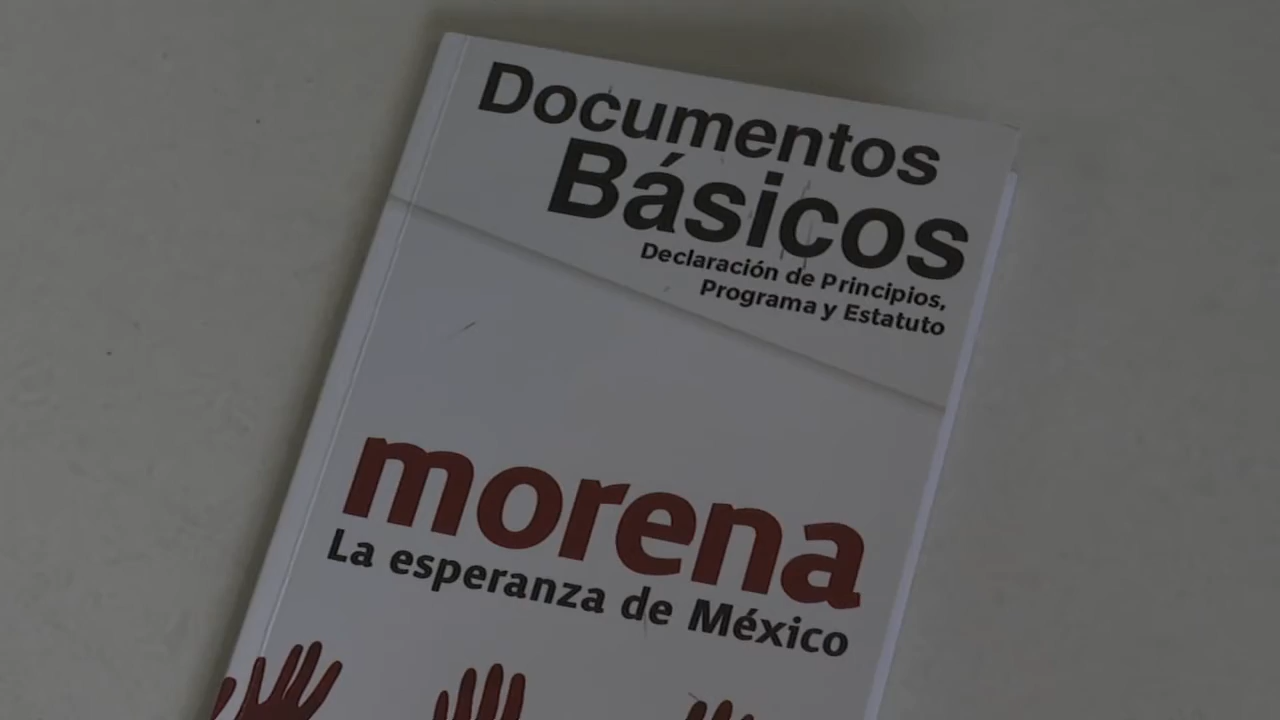 Documentos
Básicos
Declaración de Principios,
Programa y Estatuto
morena
La esperanza de México